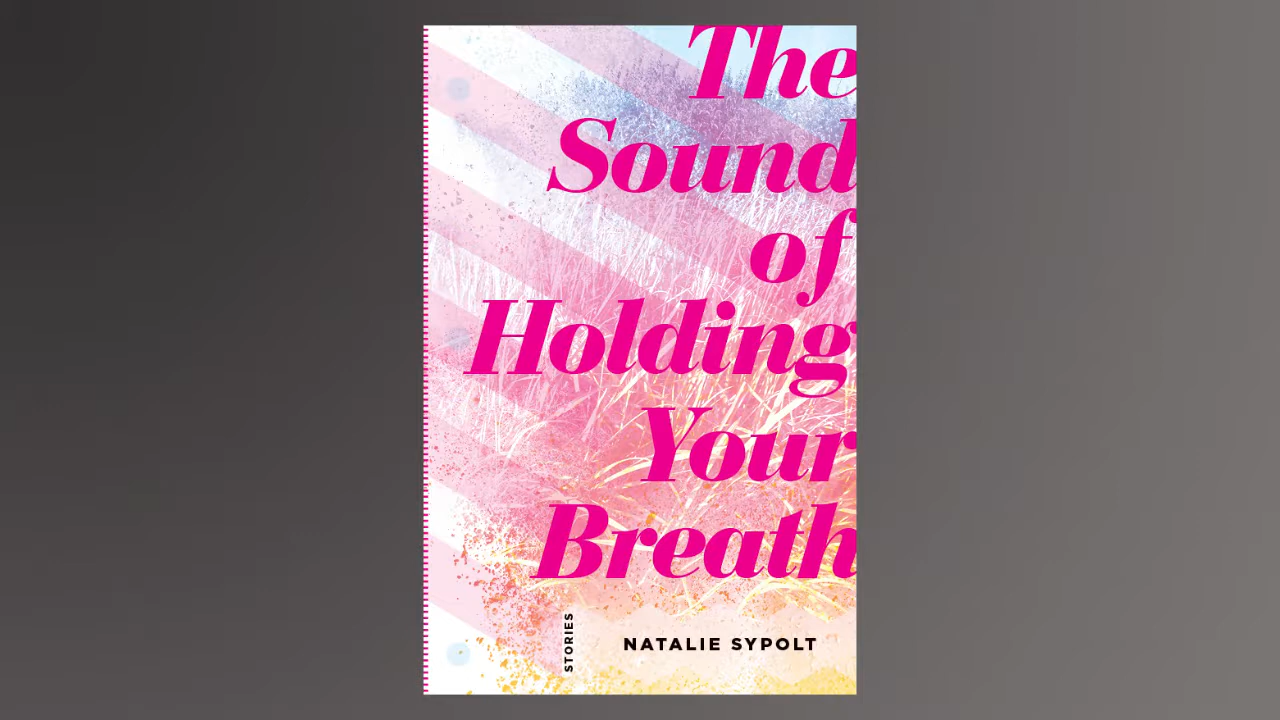 The
Sound
of
Holding
Your
Breath
STORIES
NATALIE SYPOLT